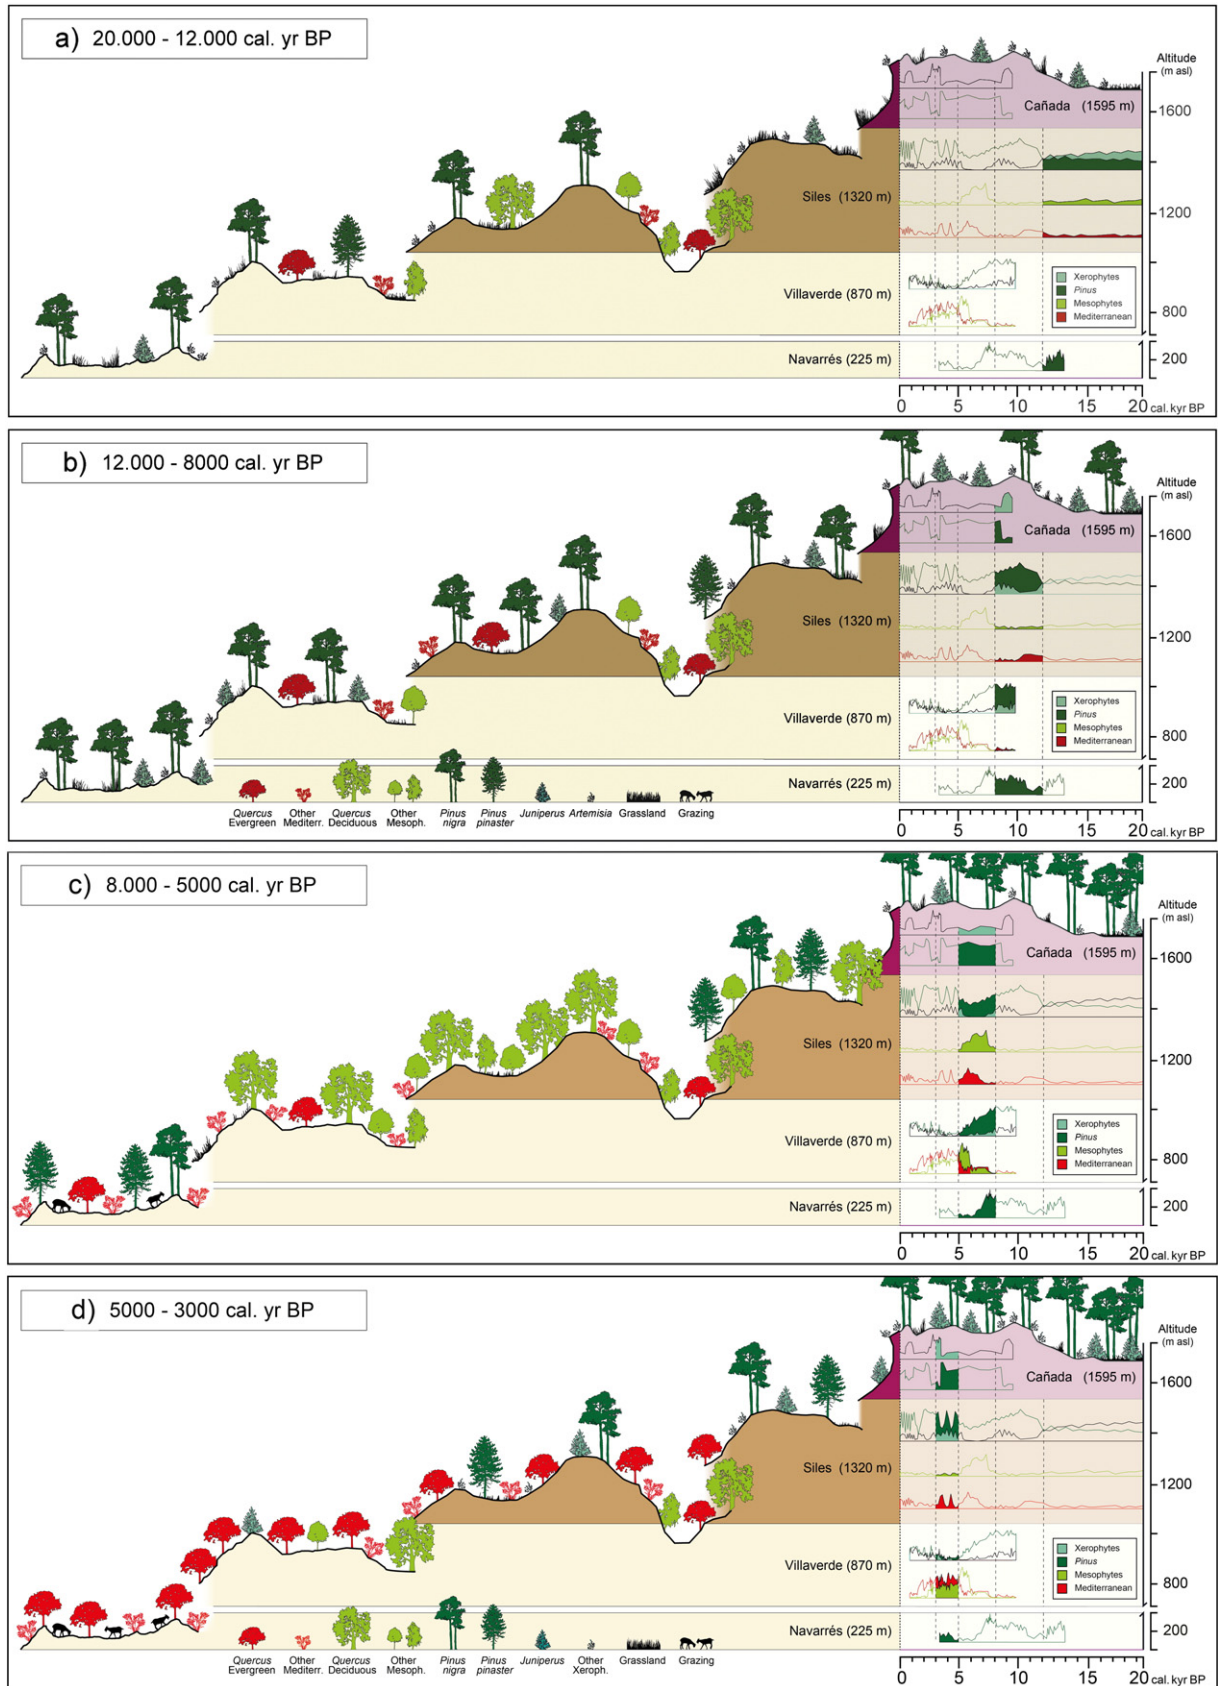 a) 20.000 - 12.000 cal. yr BP
Altitude
(m asl)
1600
1200
800
200
Cañada (1595 m)
Siles (1320 m)
Villaverde (870 m)
Navarrés (225 m)
Xerophytes
Pinus
Mesophytes
Mediterranean
0 5 10 15 20 cal. kyr BP
b) 12.000 - 8000 cal. yr BP
Altitude
(m asl)
1600
1200
800
200
Cañada (1595 m)
Siles (1320 m)
Villaverde (870 m)
Navarrés (225 m)
Xerophytes
Pinus
Mesophytes
Mediterranean
Quercus Other Quercus Other Pinus Pinus Juniperus Artemisia Grassland Grazing
Evergreen Mediterr. Deciduous Mesoph. nigra pinaster
0 5 10 15 20 cal. kyr BP
c) 8.000 - 5000 cal. yr BP
Altitude
(m asl)
1600
1200
800
200
Cañada (1595 m)
Siles (1320 m)
Villaverde (870 m)
Navarrés (225 m)
Xerophytes
Pinus
Mesophytes
Mediterranean
0 5 10 15 20 cal. kyr BP
d) 5000 - 3000 cal. yr BP
Altitude
(m asl)
1600
1200
800
200
Cañada (1595 m)
Siles (1320 m)
Villaverde (870 m)
Navarrés (225 m)
Xerophytes
Pinus
Mesophytes
Mediterranean
Quercus Other Quercus Other Pinus Pinus Juniperus Other Grassland Grazing
Evergreen Mediterr. Deciduous Mesoph. nigra pinaster Xeroph.
0 5 10 15 20 cal. kyr BP